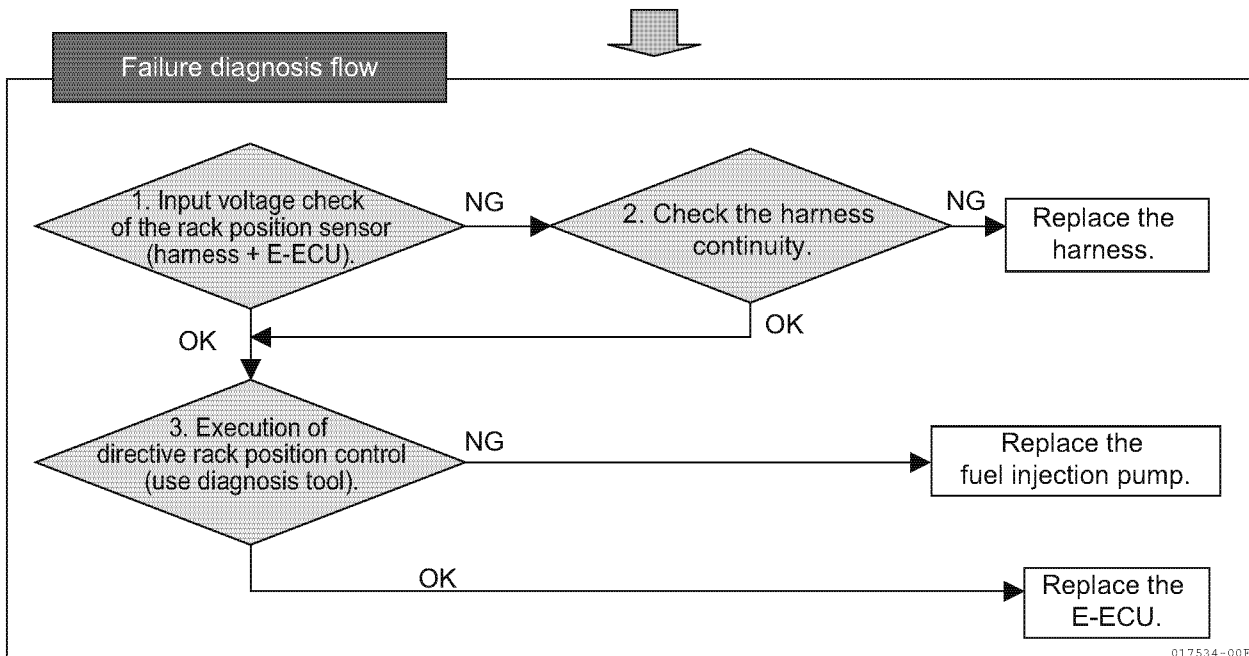 Failure diagnosis flow
1. Input voltage check
of the rack position sensor
(harness + E-ECU).
NG
2. Check the harness
continuity.
NG
Replace the
harness.
OK
OK
3. Execution of
directive rack position control
(use diagnosis tool).
NG
Replace the
fuel injection pump.
OK
Replace the
E-ECU.